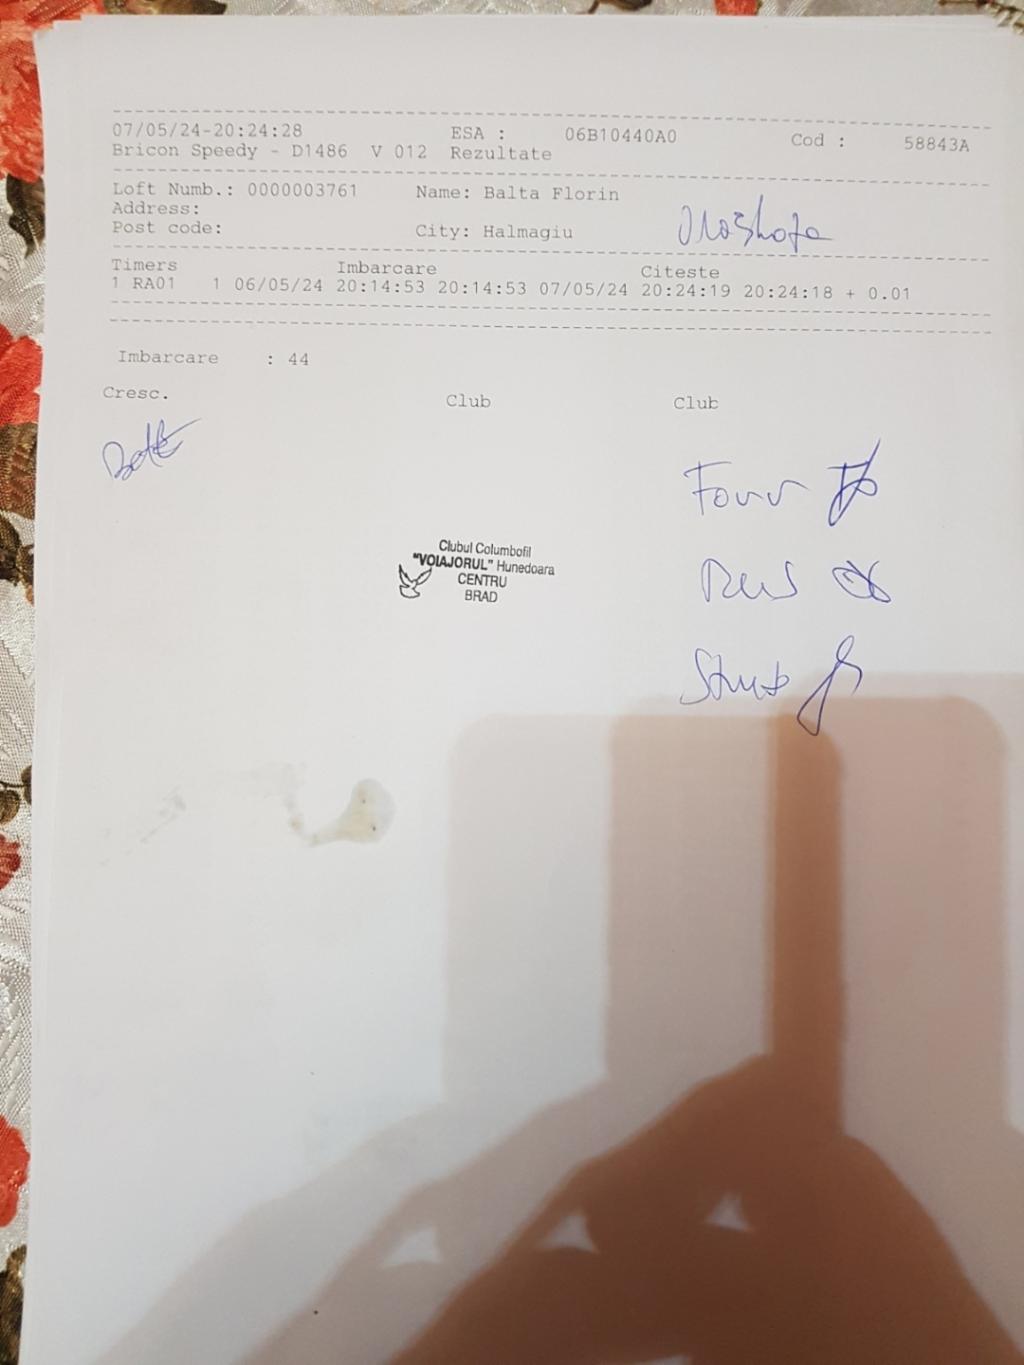 07/05/24-20:24:28 ESA : 06B10440A0 Cod : 58843A
Bricon Speedy - D1486 V 012 Rezultate
Loft Numb.: 0000003761 Name: Balta Florin
Address:
Post code: City: Halmagiu
Timers Imbarcare Citeste
1 RA01 1 06/05/24 20:14:53 20:14:53 07/05/24 20:24:19 20:24:18 + 0.01
Imbarcare : 44
Cresc. Club Club
Clubul Columbofil
"VOIAJORUL" Hunedoara
CENTRU
BRAD